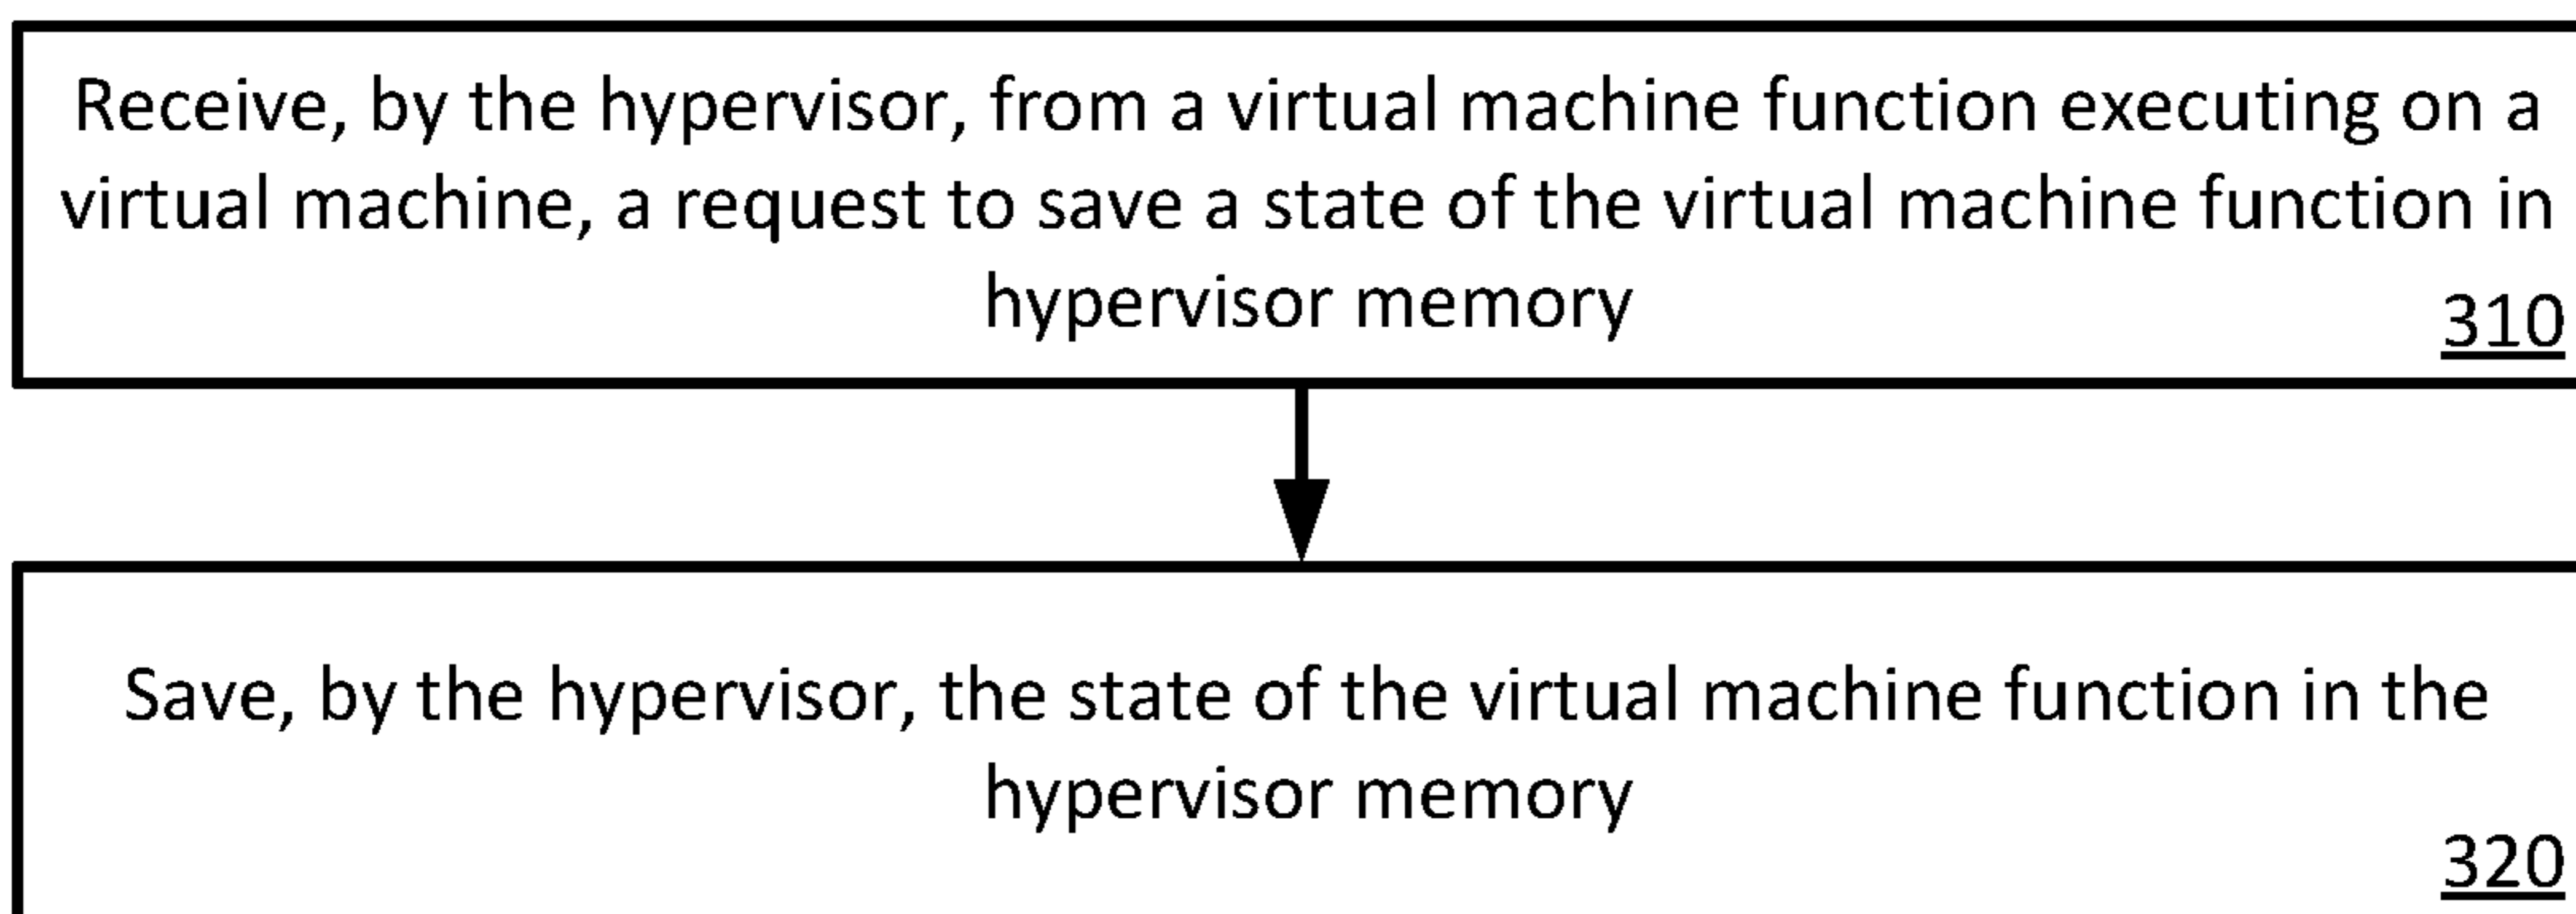 Receive, by the hypervisor, from a virtual machine function executing on a
virtual machine, a request to save a state of the virtual machine function in
hypervisor memory
310
Save, by the hypervisor, the state of the virtual machine function in the
hypervisor memory
320